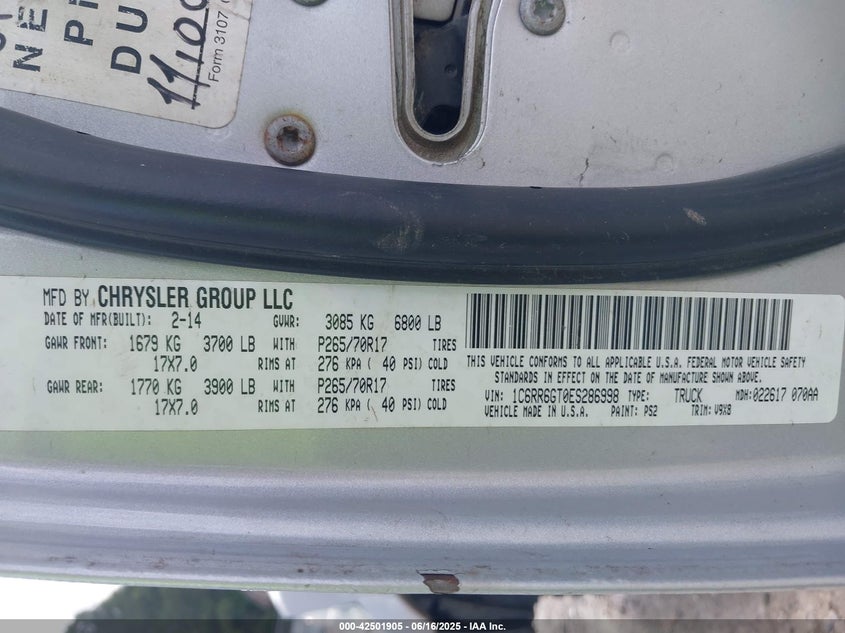 NE
P
DU
11,00
Form 3107
MFD BY CHRYSLER GROUP LLC
DATE OF MFR(BUILT): 2-14 GVWR: 3085 KG 6800 LB
GAWR FRONT: 1679 KG 3700 LB WITH P265/70R17 TIRES
17X7.0 RIMS AT 276 KPA ( 40 PSI) COLD
GAWR REAR: 1770 KG 3900 LB WITH P265/70R17 TIRES
17X7.0 RIMS AT 276 KPA ( 40 PSI) COLD
THIS VEHICLE CONFORMS TO ALL APPLICABLE U.S.A. FEDERAL MOTOR VEHICLE SAFETY
STANDARDS IN EFFECT ON THE DATE OF MANUFACTURE SHOWN ABOVE.
VIN: 1C6RR6GT0ES286998 TYPE: TRUCK MDH:022617 070AA
VEHICLE MADE IN U.S.A. PAINT: PS2 TRIM: V9X8
000-42501905 - 06/16/2025 - IAA Inc.